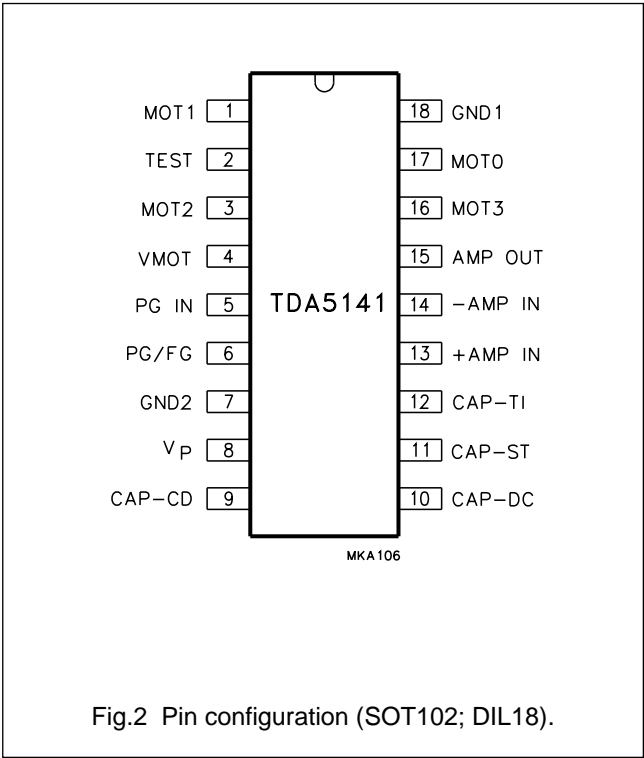 MOT1 1 18 GND1
TEST 2 17 MOT0
MOT2 3 16 MOT3
VMOT 4 15 AMP OUT
PG IN 5 TDA5141 14 −AMP IN
PG/FG 6 13 +AMP IN
GND2 7 12 CAP−TI
VP 8 11 CAP−ST
CAP−CD 9 10 CAP−DC
MKA106
Fig.2 Pin configuration (SOT102; DIL18).